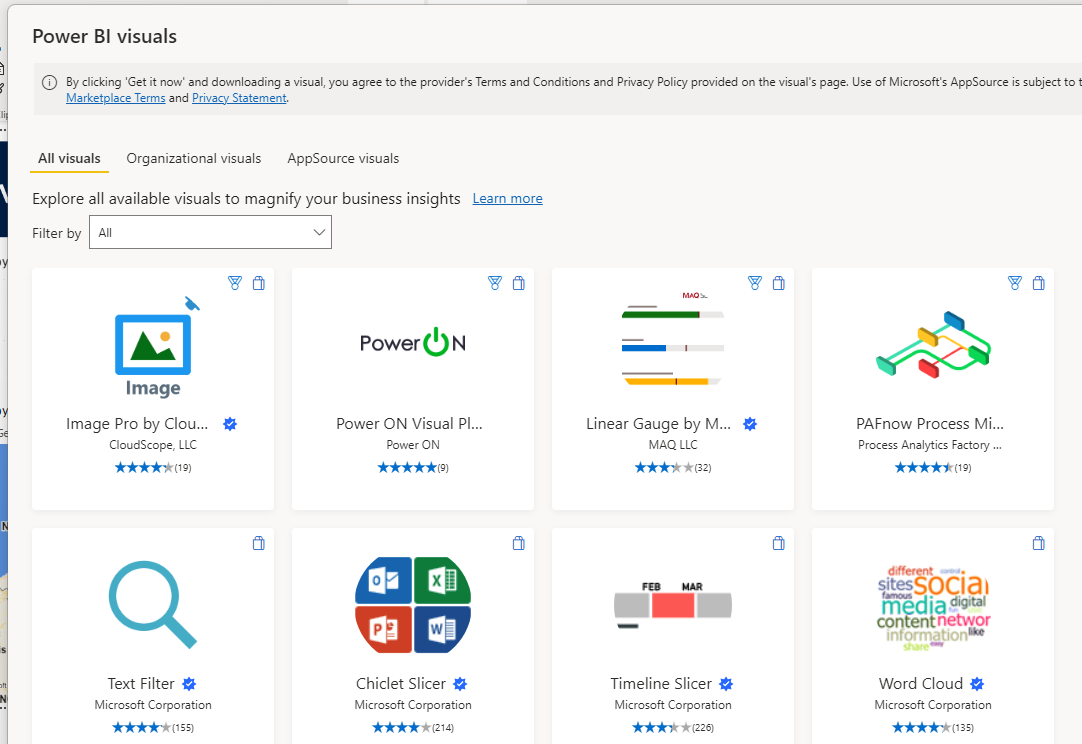 Power BI visuals
By clicking 'Get it now' and downloading a visual, you agree to the provider's Terms and Conditions and Privacy Policy provided on the visual's page. Use of Microsoft's AppSource is subject to
Marketplace Terms and Privacy Statement.
All visuals Organizational visuals AppSource visuals
Explore all available visuals to magnify your business insights Learn more
Filter by All
MAQ
Image
Power ON
Image Pro by Clou...
CloudScope, LLC
(19)
Power ON Visual Pl...
Power ON
(9)
Linear Gauge by M...
MAQ LLC
(32)
PAFnow Process Mi...
Process Analytics Factory ...
(19)
FEB MAR
different control
sites social
famous
media digital
content networ
information like
share easy
Text Filter
Microsoft Corporation
(155)
Chiclet Slicer
Microsoft Corporation
(214)
Timeline Slicer
Microsoft Corporation
(226)
Word Cloud
Microsoft Corporation
(135)